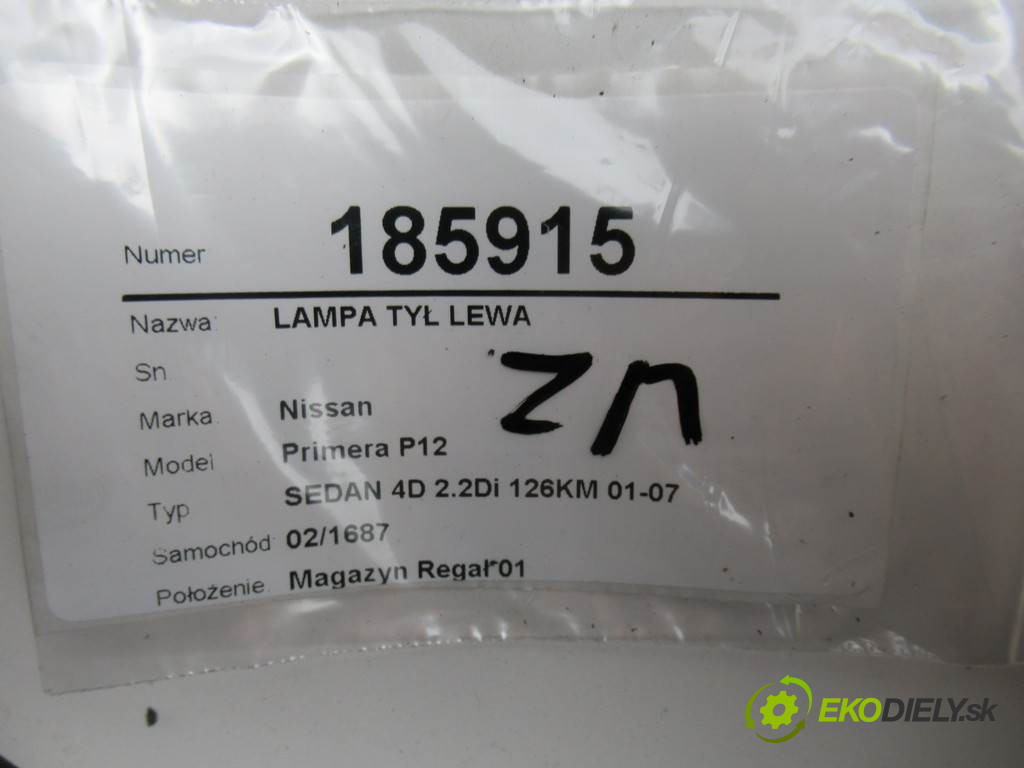 Numer 185915
Nazwa: LAMPA TYŁ LEWA
Sn
Marka: Nissan
Model Primera P12
Typ SEDAN 4D 2.2Di 126KM 01-07
Samochód 02/1687
Położenie: Magazyn Regał 01
zn
EKODIELY.sk